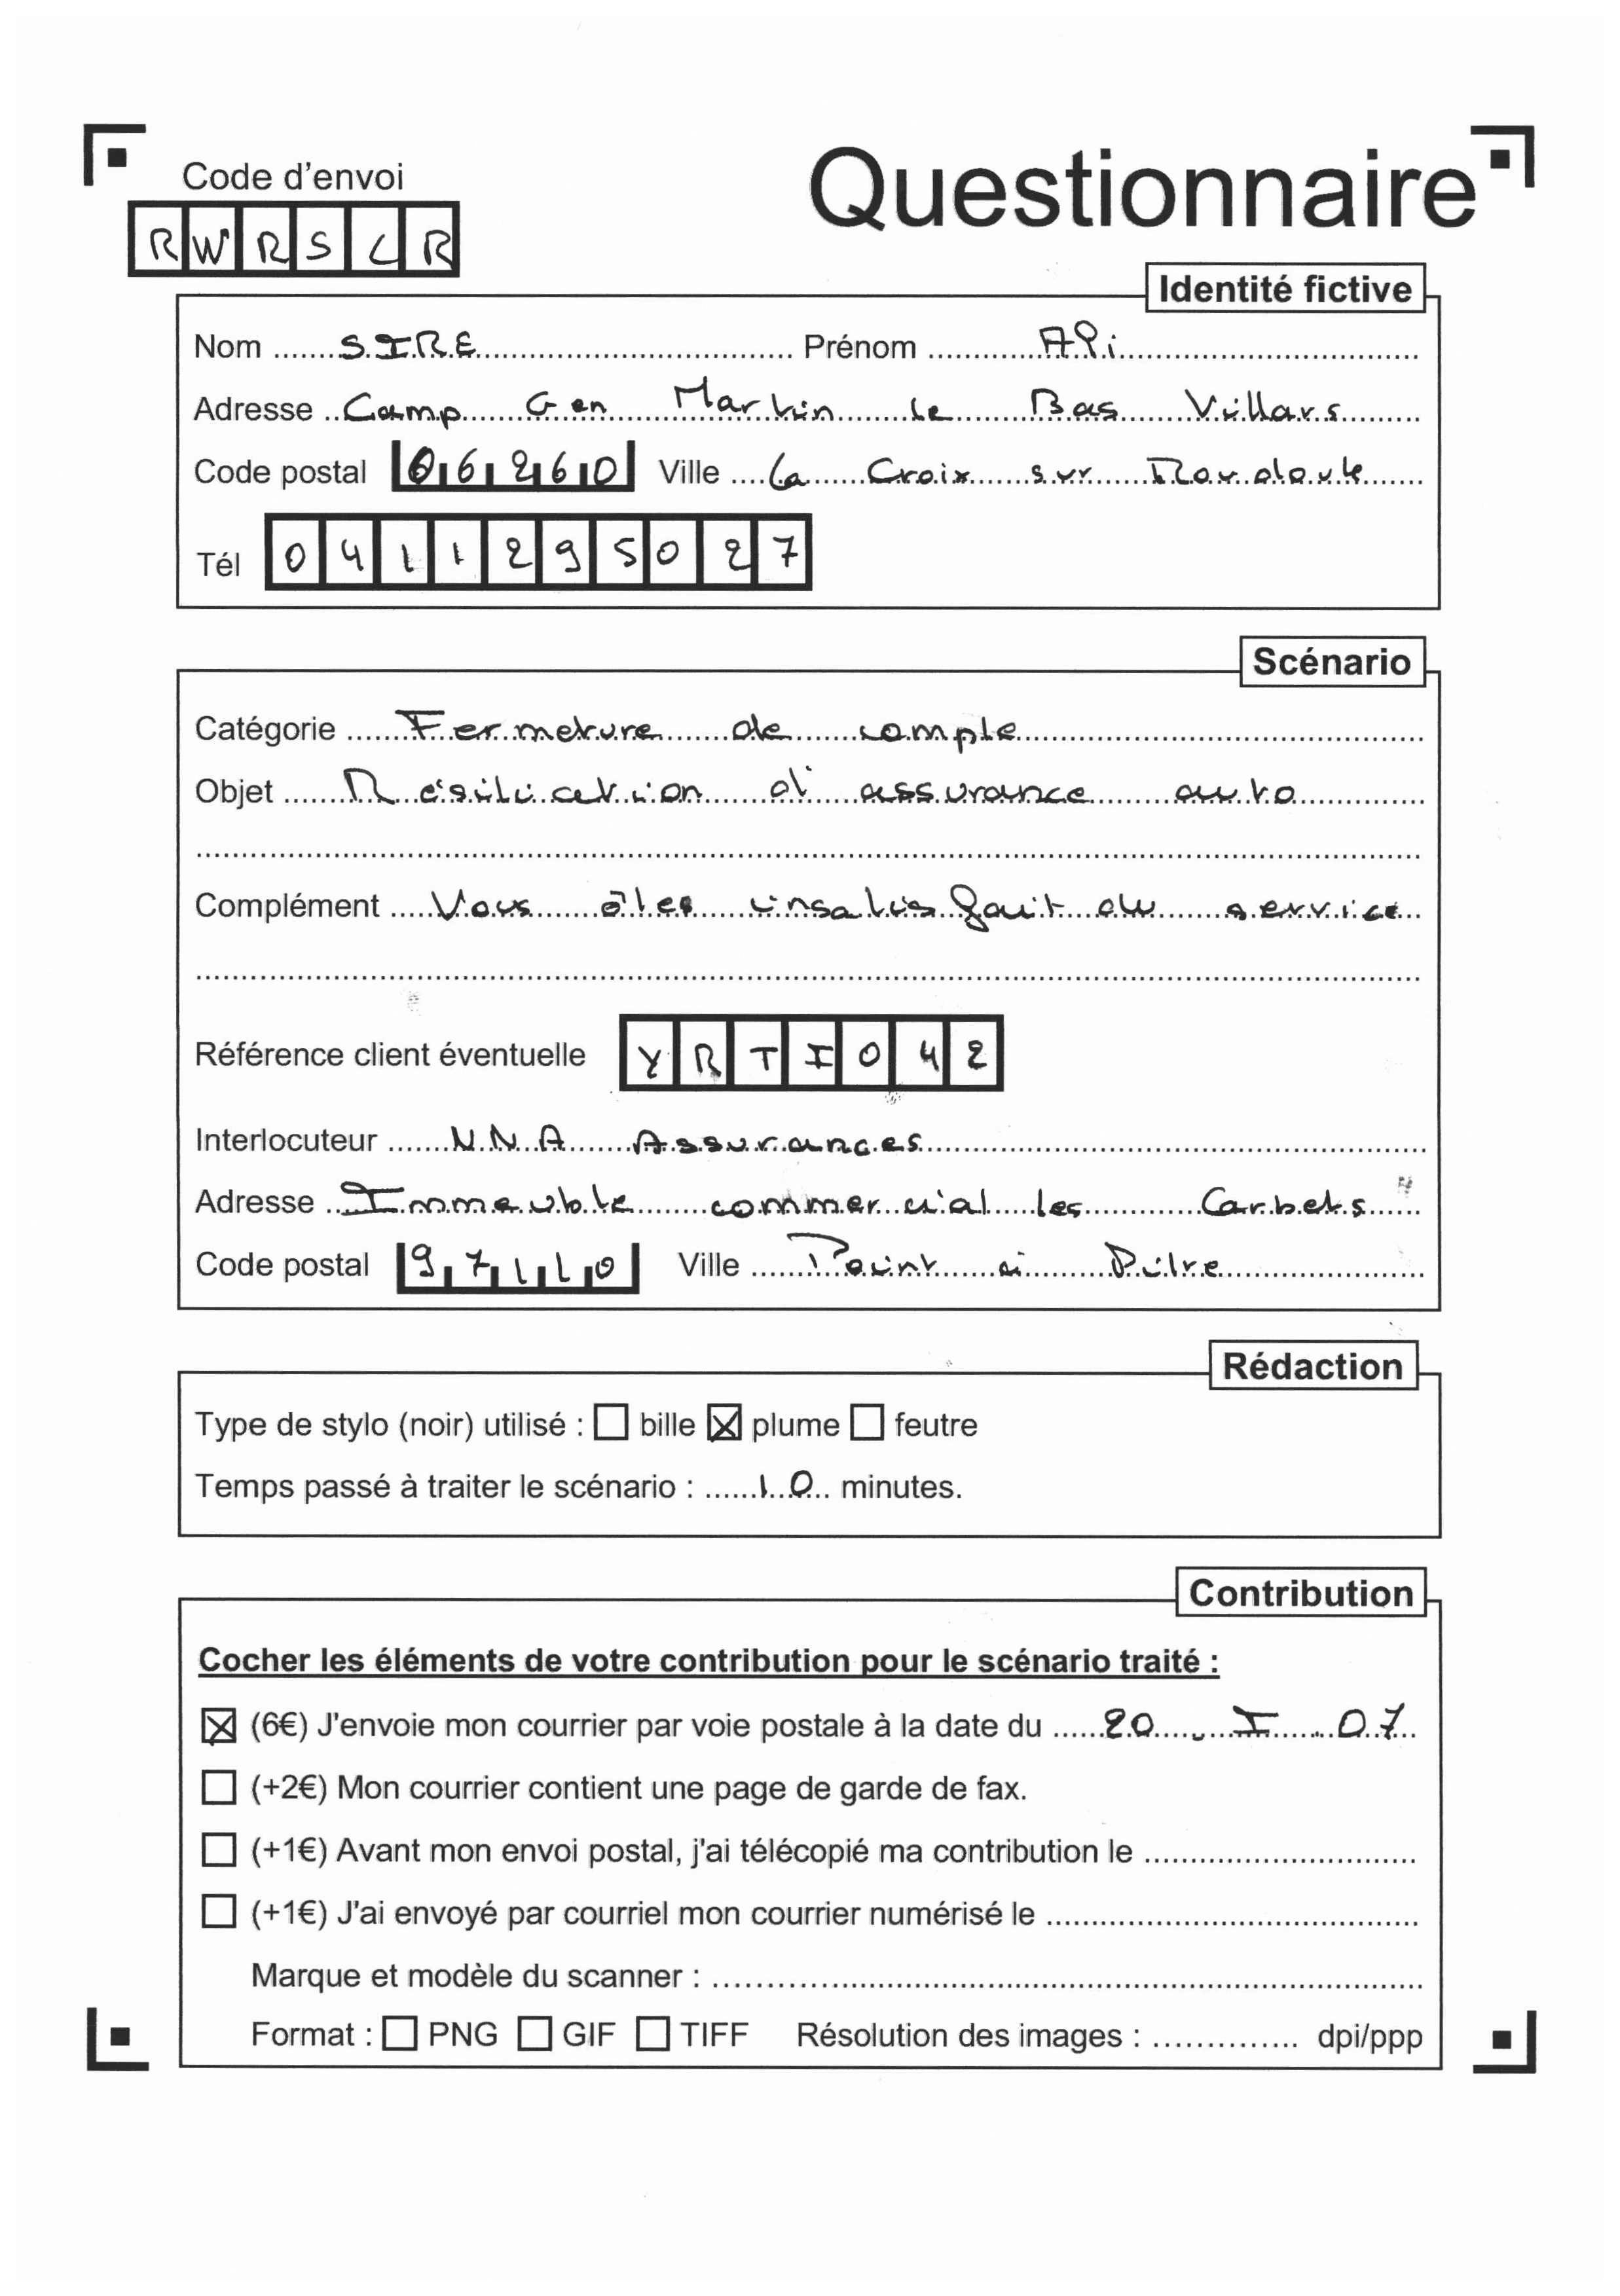 Code d'envoi
Questionnaire
RWRSLR
Identité fictive
Nom SIRE Prénom
Adresse Camp Gen Martin le Bas Villars
Code postal 06260 Ville la Croix sur Roudoule
Tél 0411295027
Scénario
Catégorie Fermeture de compte
Objet Résiliation d'assurance auto
Complément Vous êtes insatisfait du service
Référence client éventuelle YRTI042
Interlocuteur NNA Assurances
Adresse Immeuble commercial les Carbets
Code postal 97110 Ville Point à Pitre
Rédaction
Type de stylo (noir) utilisé : bille plume feutre
Temps passé à traiter le scénario : 10 minutes.
Contribution
Cocher les éléments de votre contribution pour le scénario traité :
(6€) J'envoie mon courrier par voie postale à la date du 20 . I . 07
(+2€) Mon courrier contient une page de garde de fax.
(+1€) Avant mon envoi postal, j'ai télécopié ma contribution le
(+1€) J'ai envoyé par courriel mon courrier numérisé le
Marque et modèle du scanner :
Format : PNG GIF TIFF Résolution des images : dpi/ppp